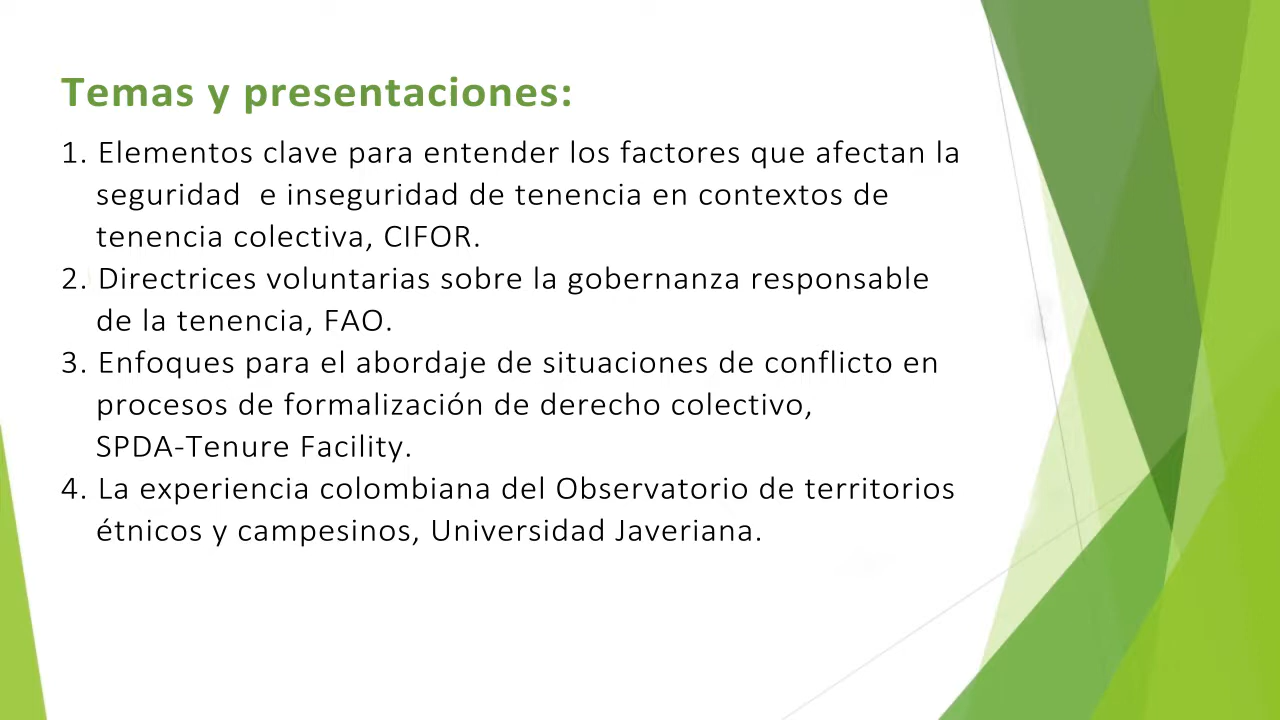 Temas y presentaciones:
1. Elementos clave para entender los factores que afectan la
seguridad  e inseguridad de tenencia en contextos de
tenencia colectiva, CIFOR.
2. Directrices voluntarias sobre la gobernanza responsable
de la tenencia, FAO.
3. Enfoques para el abordaje de situaciones de conflicto en
procesos de formalización de derecho colectivo,
SPDA-Tenure Facility.
4. La experiencia colombiana del Observatorio de territorios
étnicos y campesinos, Universidad Javeriana.